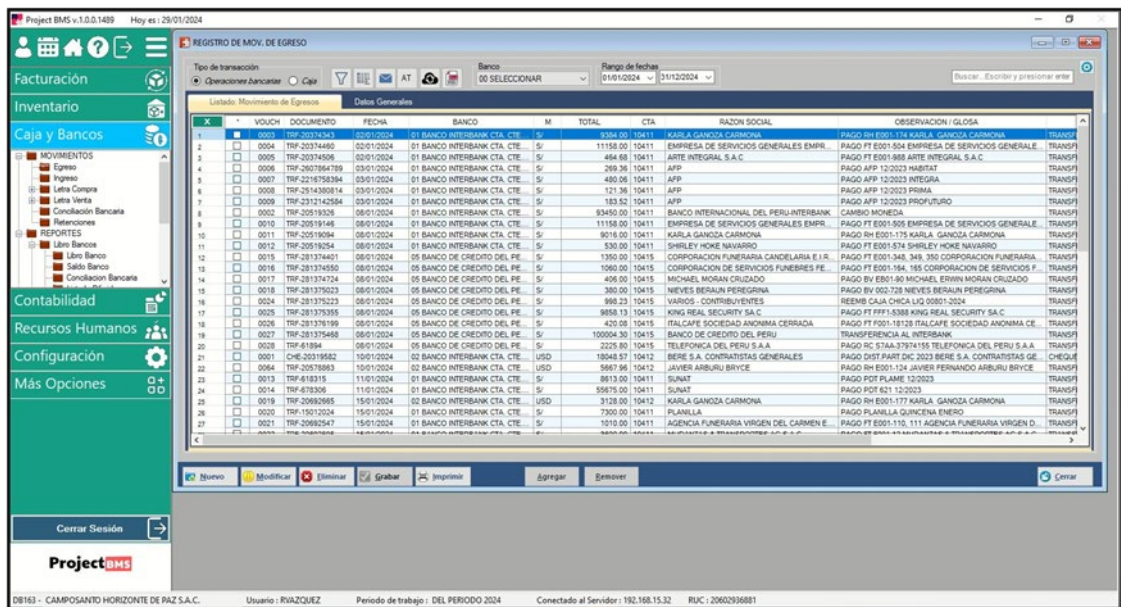 Project BMS v.1.0.0.1489 Hoy es : 29/01/2024
REGISTRO DE MOV. DE EGRESO
Facturación
Inventario
Caja y Bancos
MOVIMIENTOS
Egreso
Ingreso
Letra Compra
Letra Venta
Conciliación Bancaria
Retenciones
REPORTES
Libro Bancos
Libro Banco
Saldo Banco
Conciliacion Bancaria
Contabilidad
Recursos Humanos
Configuración
Más Opciones
Cerrar Sesión
Project BMS
Tipo de transacción Banco Rango de fechas
Operaciones bancarias Caja AT 00 SELECCIONAR 01/01/2024 31/12/2024 Buscar...Escribir y presionar enter
Listado: Movimiento de Egresos Datos Generales
X * VOUCH DOCUMENTO FECHA BANCO M TOTAL CTA RAZON SOCIAL OBSERVACION / GLOSA
1 0003 TRF-20374343 02/01/2024 01 BANCO INTERBANK CTA. CTE.... S/ 9384.00 10411 KARLA GANOZA CARMONA PAGO RH E001-174 KARLA GANOZA CARMONA TRANSF
2 0004 TRF-20374460 02/01/2024 01 BANCO INTERBANK CTA. CTE.... S/ 11158.00 10411 EMPRESA DE SERVICIOS GENERALES EMPR... PAGO FT E001-504 EMPRESA DE SERVICIOS GENERALE... TRANSF
3 0005 TRF-20374506 02/01/2024 01 BANCO INTERBANK CTA. CTE.... S/ 464.68 10411 ARTE INTEGRAL S.A.C PAGO FT E001-988 ARTE INTEGRAL S.A.C TRANSF
4 0006 TRF-2607864789 03/01/2024 01 BANCO INTERBANK CTA. CTE.... S/ 269.36 10411 AFP PAGO AFP 12/2023 HABITAT TRANSF
5 0007 TRF-2216758394 03/01/2024 01 BANCO INTERBANK CTA. CTE.... S/ 480.06 10411 AFP PAGO AFP 12/2023 INTEGRA TRANSF
6 0008 TRF-2514380814 03/01/2024 01 BANCO INTERBANK CTA. CTE.... S/ 121.36 10411 AFP PAGO AFP 12/2023 PRIMA TRANSF
7 0009 TRF-2312142584 03/01/2024 01 BANCO INTERBANK CTA. CTE.... S/ 183.52 10411 AFP PAGO AFP 12/2023 PROFUTURO TRANSF
8 0002 TRF-20519326 08/01/2024 01 BANCO INTERBANK CTA. CTE.... S/ 93450.00 10411 BANCO INTERNACIONAL DEL PERU-INTERBANK CAMBIO MONEDA TRANSF
9 0010 TRF-20519146 08/01/2024 01 BANCO INTERBANK CTA. CTE.... S/ 11158.00 10411 EMPRESA DE SERVICIOS GENERALES EMPR... PAGO FT E001-505 EMPRESA DE SERVICIOS GENERALE... TRANSF
10 0011 TRF-20519094 08/01/2024 01 BANCO INTERBANK CTA. CTE.... S/ 9016.00 10411 KARLA GANOZA CARMONA PAGO RH E001-175 KARLA GANOZA CARMONA TRANSF
11 0012 TRF-20519254 08/01/2024 01 BANCO INTERBANK CTA. CTE.... S/ 530.00 10411 SHIRLEY HOKE NAVARRO PAGO FT E001-574 SHIRLEY HOKE NAVARRO TRANSF
12 0015 TRF-281374401 08/01/2024 05 BANCO DE CREDITO DEL PE... S/ 1350.00 10415 CORPORACION FUNERARIA CANDELARIA E.I.R... PAGO FT E001-348, 349, 350 CORPORACION FUNERARIA... TRANSF
13 0016 TRF-281374550 08/01/2024 05 BANCO DE CREDITO DEL PE... S/ 1060.00 10415 CORPORACION DE SERVICIOS FUNEBRES FE... PAGO FT E001-164, 165 CORPORACION DE SERVICIOS F... TRANSF
14 0017 TRF-281374724 08/01/2024 05 BANCO DE CREDITO DEL PE... S/ 406.00 10415 MICHAEL MORAN CRUZADO PAGO BV EB01-90 MICHAEL ERWIN MORAN CRUZADO TRANSF
15 0018 TRF-281375023 08/01/2024 05 BANCO DE CREDITO DEL PE... S/ 380.00 10415 NIEVES BERAUN PEREGRINA PAGO BV 002-728 NIEVES BERAUN PEREGRINA TRANSF
16 0024 TRF-281375223 08/01/2024 05 BANCO DE CREDITO DEL PE... S/ 998.23 10415 VARIOS - CONTRIBUYENTES REEMB CAJA CHICA LIQ 00801-2024 TRANSF
17 0025 TRF-281375355 08/01/2024 05 BANCO DE CREDITO DEL PE... S/ 9858.13 10415 KING REAL SECURITY SA.C PAGO FT FFF1-5388 KING REAL SECURITY SA.C TRANSF
18 0026 TRF-281376199 08/01/2024 05 BANCO DE CREDITO DEL PE... S/ 420.08 10415 ITALCAFE SOCIEDAD ANONIMA CERRADA PAGO FT F001-18128 ITALCAFE SOCIEDAD ANONIMA CE... TRANSF
19 0027 TRF-281375468 08/01/2024 05 BANCO DE CREDITO DEL PE... S/ 100004.30 10415 BANCO DE CREDITO DEL PERU TRANSFERENCIA AL INTERBANK TRANSF
20 0028 TRF-61894 08/01/2024 05 BANCO DE CREDITO DEL PE... S/ 2225.80 10415 TELEFONICA DEL PERU S.A.A PAGO RC S7AA-37974155 TELEFONICA DEL PERU S.A.A TRANSF
21 0001 CHE-20319582 10/01/2024 02 BANCO INTERBANK CTA. CTE... USD 18048.57 10412 BERE S.A. CONTRATISTAS GENERALES PAGO DIST.PART DIC 2023 BERE S.A. CONTRATISTAS GE... CHEQUE
22 0064 TRF-20578863 10/01/2024 02 BANCO INTERBANK CTA. CTE... USD 5667.96 10412 JAVIER ARBURU BRYCE PAGO RH E001-124 JAVIER FERNANDO ARBURU BRYCE TRANSF
23 0013 TRF-618315 11/01/2024 01 BANCO INTERBANK CTA. CTE.... S/ 8613.00 10411 SUNAT PAGO PDT PLAME 12/2023 TRANSF
24 0014 TRF-678306 11/01/2024 01 BANCO INTERBANK CTA. CTE.... S/ 55675.00 10411 SUNAT PAGO PDT 621 12/2023 TRANSF
25 0019 TRF-20692665 15/01/2024 02 BANCO INTERBANK CTA. CTE... USD 3128.00 10412 KARLA GANOZA CARMONA PAGO RH E001-177 KARLA GANOZA CARMONA TRANSF
26 0020 TRF-15012024 15/01/2024 01 BANCO INTERBANK CTA. CTE.... S/ 7300.00 10411 PLANILLA PAGO PLANILLA QUINCENA ENERO TRANSF
27 0021 TRF-20692547 15/01/2024 01 BANCO INTERBANK CTA. CTE.... S/ 1010.00 10411 AGENCIA FUNERARIA VIRGEN DEL CARMEN E... PAGO FT E001-110, 111 AGENCIA FUNERARIA VIRGEN D... TRANSF
Nuevo Modificar Eliminar Grabar Imprimir Agregar Remover Cerrar
DB163 - CAMPOSANTO HORIZONTE DE PAZ S.A.C. Usuario : RVAZQUEZ Periodo de trabajo : DEL PERIODO 2024 Conectado al Servidor : 192.168.15.32 RUC : 20602936881